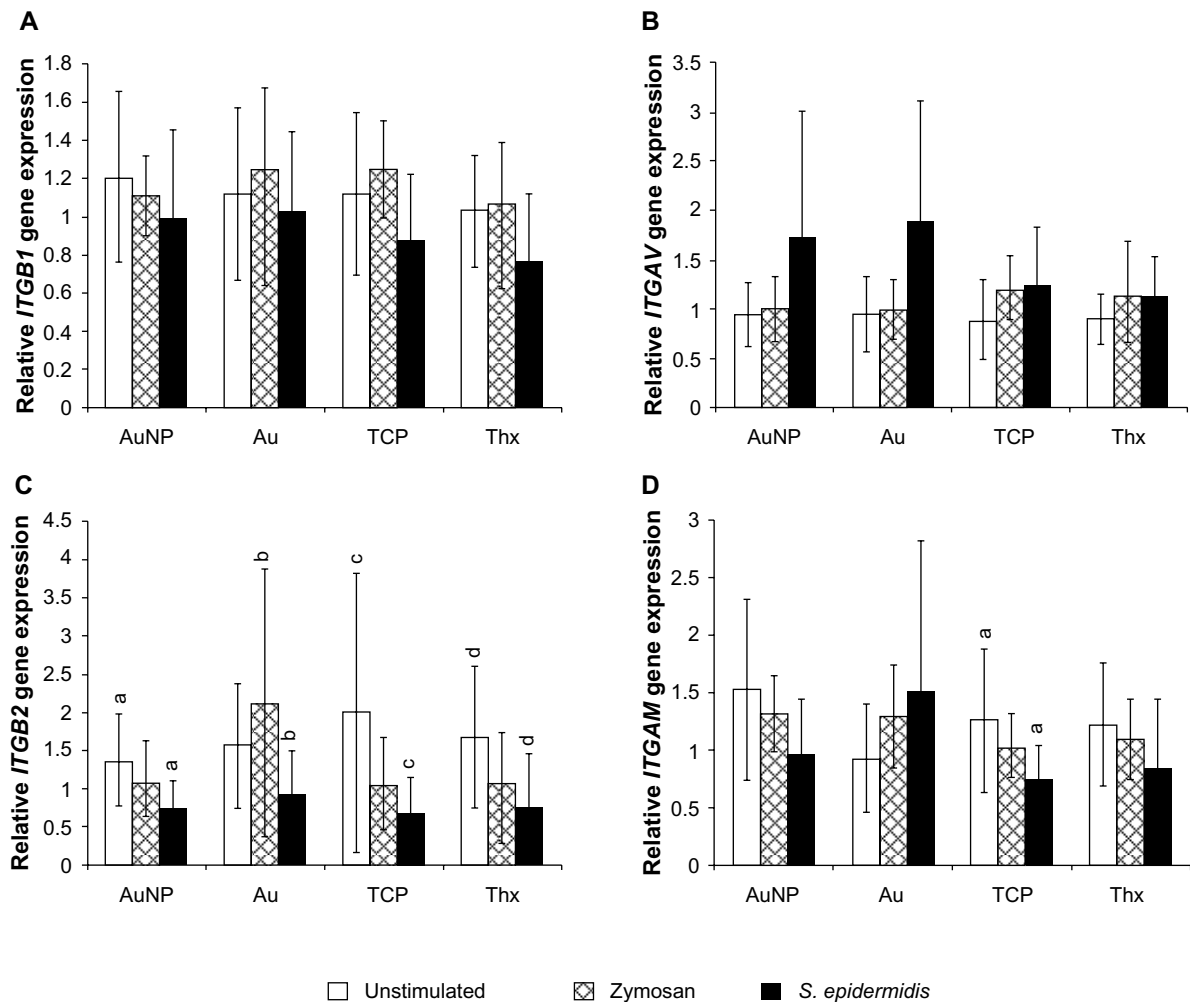 A
Relative ITGB1 gene expression
1.8
1.6
1.4
1.2
1
0.8
0.6
0.4
0.2
0
AuNP Au TCP Thx
B
Relative ITGAV gene expression
3.5
3
2.5
2
1.5
1
0.5
0
AuNP Au TCP Thx
C
Relative ITGB2 gene expression
4.5
4
3.5
3
2.5
2
1.5
1
0.5
0
a a b b c c d d
AuNP Au TCP Thx
D
Relative ITGAM gene expression
3
2.5
2
1.5
1
0.5
0
a a
AuNP Au TCP Thx
Unstimulated Zymosan S. epidermidis